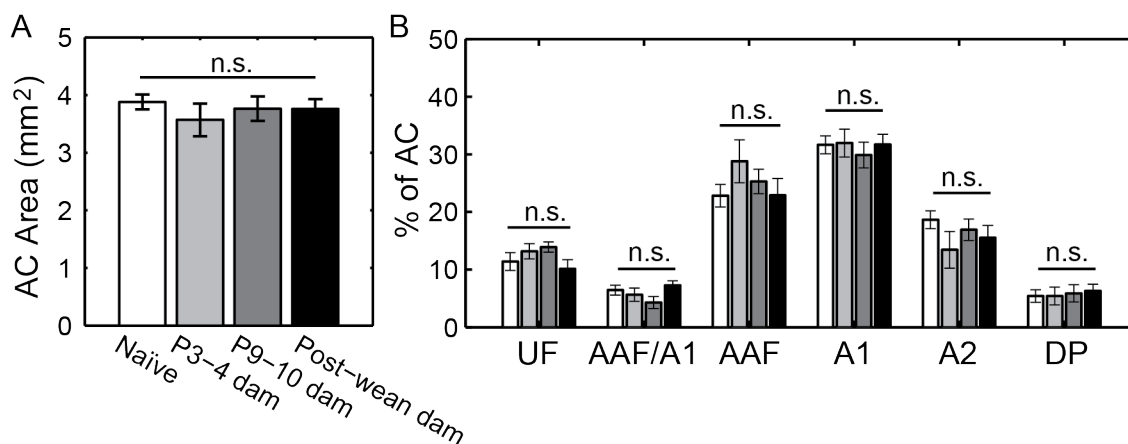 A
AC Area (mm²)
5
4
3
2
1
0
n.s.
Naïve
P3–4 dam
P9–10 dam
Post–wean dam
B
% of AC
50
40
30
20
10
0
n.s.
n.s.
n.s.
n.s.
n.s.
n.s.
UF
AAF/A1
AAF
A1
A2
DP